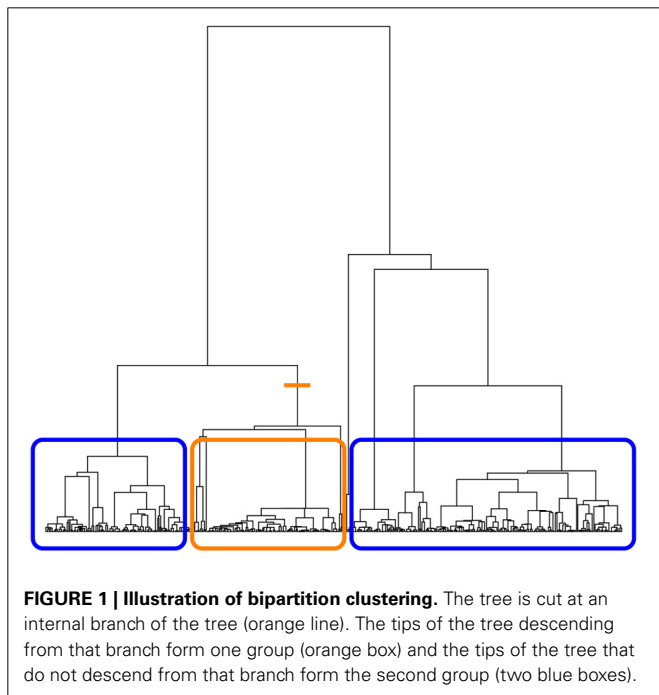 FIGURE 1 | Illustration of bipartition clustering. The tree is cut at an
internal branch of the tree (orange line). The tips of the tree descending
from that branch form one group (orange box) and the tips of the tree that
do not descend from that branch form the second group (two blue boxes).